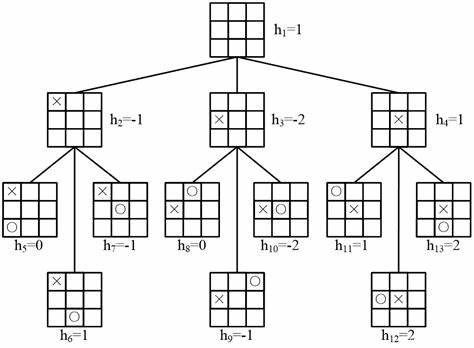 h₁=1
×
h₂=-1
×
h₃=-2
×
h₄=1
×
○
h₅=0
×
○
h₇=-1
○
×
h₈=0
× ○
h₁₀=-2
○
×
h₁₁=1
×
○
h₁₃=2
×
○
h₆=1
○
×
h₉=-1
○ ×
h₁₂=2